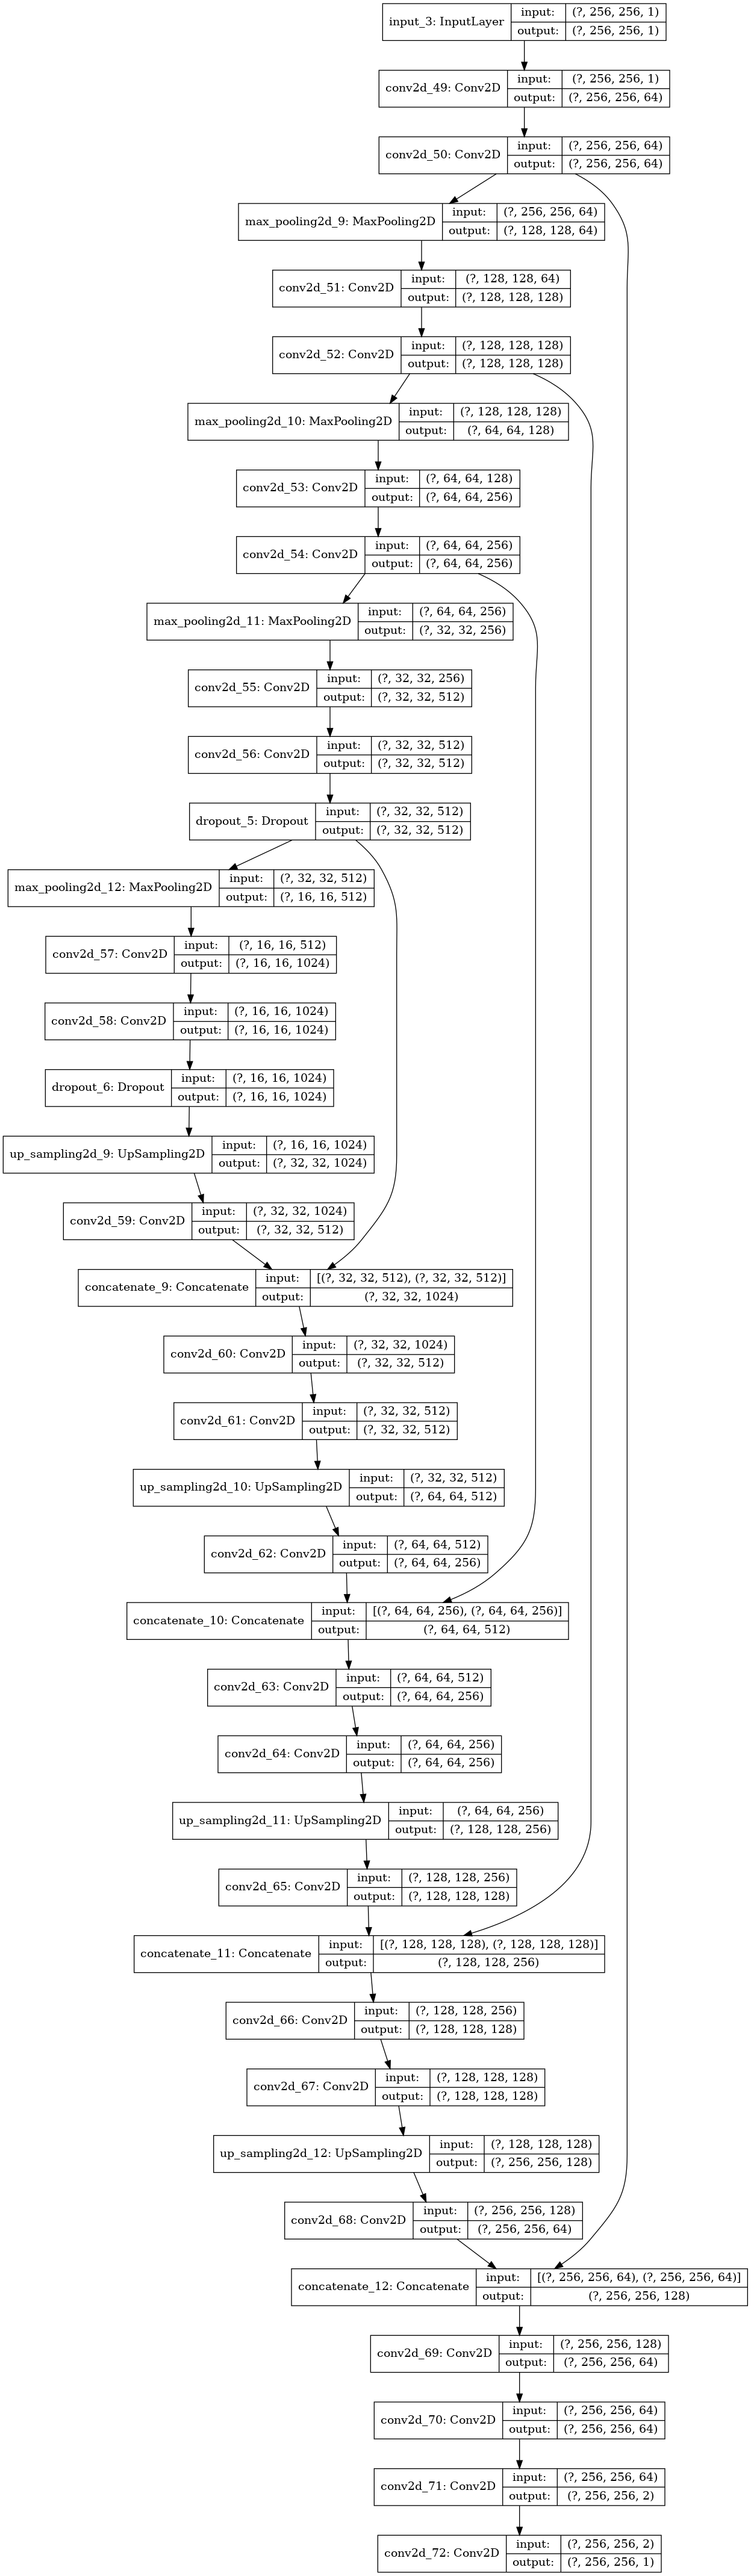 input_3: InputLayer
input: (?, 256, 256, 1)
output: (?, 256, 256, 1)
conv2d_49: Conv2D
input: (?, 256, 256, 1)
output: (?, 256, 256, 64)
conv2d_50: Conv2D
input: (?, 256, 256, 64)
output: (?, 256, 256, 64)
max_pooling2d_9: MaxPooling2D
input: (?, 256, 256, 64)
output: (?, 128, 128, 64)
conv2d_51: Conv2D
input: (?, 128, 128, 64)
output: (?, 128, 128, 128)
conv2d_52: Conv2D
input: (?, 128, 128, 128)
output: (?, 128, 128, 128)
max_pooling2d_10: MaxPooling2D
input: (?, 128, 128, 128)
output: (?, 64, 64, 128)
conv2d_53: Conv2D
input: (?, 64, 64, 128)
output: (?, 64, 64, 256)
conv2d_54: Conv2D
input: (?, 64, 64, 256)
output: (?, 64, 64, 256)
max_pooling2d_11: MaxPooling2D
input: (?, 64, 64, 256)
output: (?, 32, 32, 256)
conv2d_55: Conv2D
input: (?, 32, 32, 256)
output: (?, 32, 32, 512)
conv2d_56: Conv2D
input: (?, 32, 32, 512)
output: (?, 32, 32, 512)
dropout_5: Dropout
input: (?, 32, 32, 512)
output: (?, 32, 32, 512)
max_pooling2d_12: MaxPooling2D
input: (?, 32, 32, 512)
output: (?, 16, 16, 512)
conv2d_57: Conv2D
input: (?, 16, 16, 512)
output: (?, 16, 16, 1024)
conv2d_58: Conv2D
input: (?, 16, 16, 1024)
output: (?, 16, 16, 1024)
dropout_6: Dropout
input: (?, 16, 16, 1024)
output: (?, 16, 16, 1024)
up_sampling2d_9: UpSampling2D
input: (?, 16, 16, 1024)
output: (?, 32, 32, 1024)
conv2d_59: Conv2D
input: (?, 32, 32, 1024)
output: (?, 32, 32, 512)
concatenate_9: Concatenate
input: [(?, 32, 32, 512), (?, 32, 32, 512)]
output: (?, 32, 32, 1024)
conv2d_60: Conv2D
input: (?, 32, 32, 1024)
output: (?, 32, 32, 512)
conv2d_61: Conv2D
input: (?, 32, 32, 512)
output: (?, 32, 32, 512)
up_sampling2d_10: UpSampling2D
input: (?, 32, 32, 512)
output: (?, 64, 64, 512)
conv2d_62: Conv2D
input: (?, 64, 64, 512)
output: (?, 64, 64, 256)
concatenate_10: Concatenate
input: [(?, 64, 64, 256), (?, 64, 64, 256)]
output: (?, 64, 64, 512)
conv2d_63: Conv2D
input: (?, 64, 64, 512)
output: (?, 64, 64, 256)
conv2d_64: Conv2D
input: (?, 64, 64, 256)
output: (?, 64, 64, 256)
up_sampling2d_11: UpSampling2D
input: (?, 64, 64, 256)
output: (?, 128, 128, 256)
conv2d_65: Conv2D
input: (?, 128, 128, 256)
output: (?, 128, 128, 128)
concatenate_11: Concatenate
input: [(?, 128, 128, 128), (?, 128, 128, 128)]
output: (?, 128, 128, 256)
conv2d_66: Conv2D
input: (?, 128, 128, 256)
output: (?, 128, 128, 128)
conv2d_67: Conv2D
input: (?, 128, 128, 128)
output: (?, 128, 128, 128)
up_sampling2d_12: UpSampling2D
input: (?, 128, 128, 128)
output: (?, 256, 256, 128)
conv2d_68: Conv2D
input: (?, 256, 256, 128)
output: (?, 256, 256, 64)
concatenate_12: Concatenate
input: [(?, 256, 256, 64), (?, 256, 256, 64)]
output: (?, 256, 256, 128)
conv2d_69: Conv2D
input: (?, 256, 256, 128)
output: (?, 256, 256, 64)
conv2d_70: Conv2D
input: (?, 256, 256, 64)
output: (?, 256, 256, 64)
conv2d_71: Conv2D
input: (?, 256, 256, 64)
output: (?, 256, 256, 2)
conv2d_72: Conv2D
input: (?, 256, 256, 2)
output: (?, 256, 256, 1)